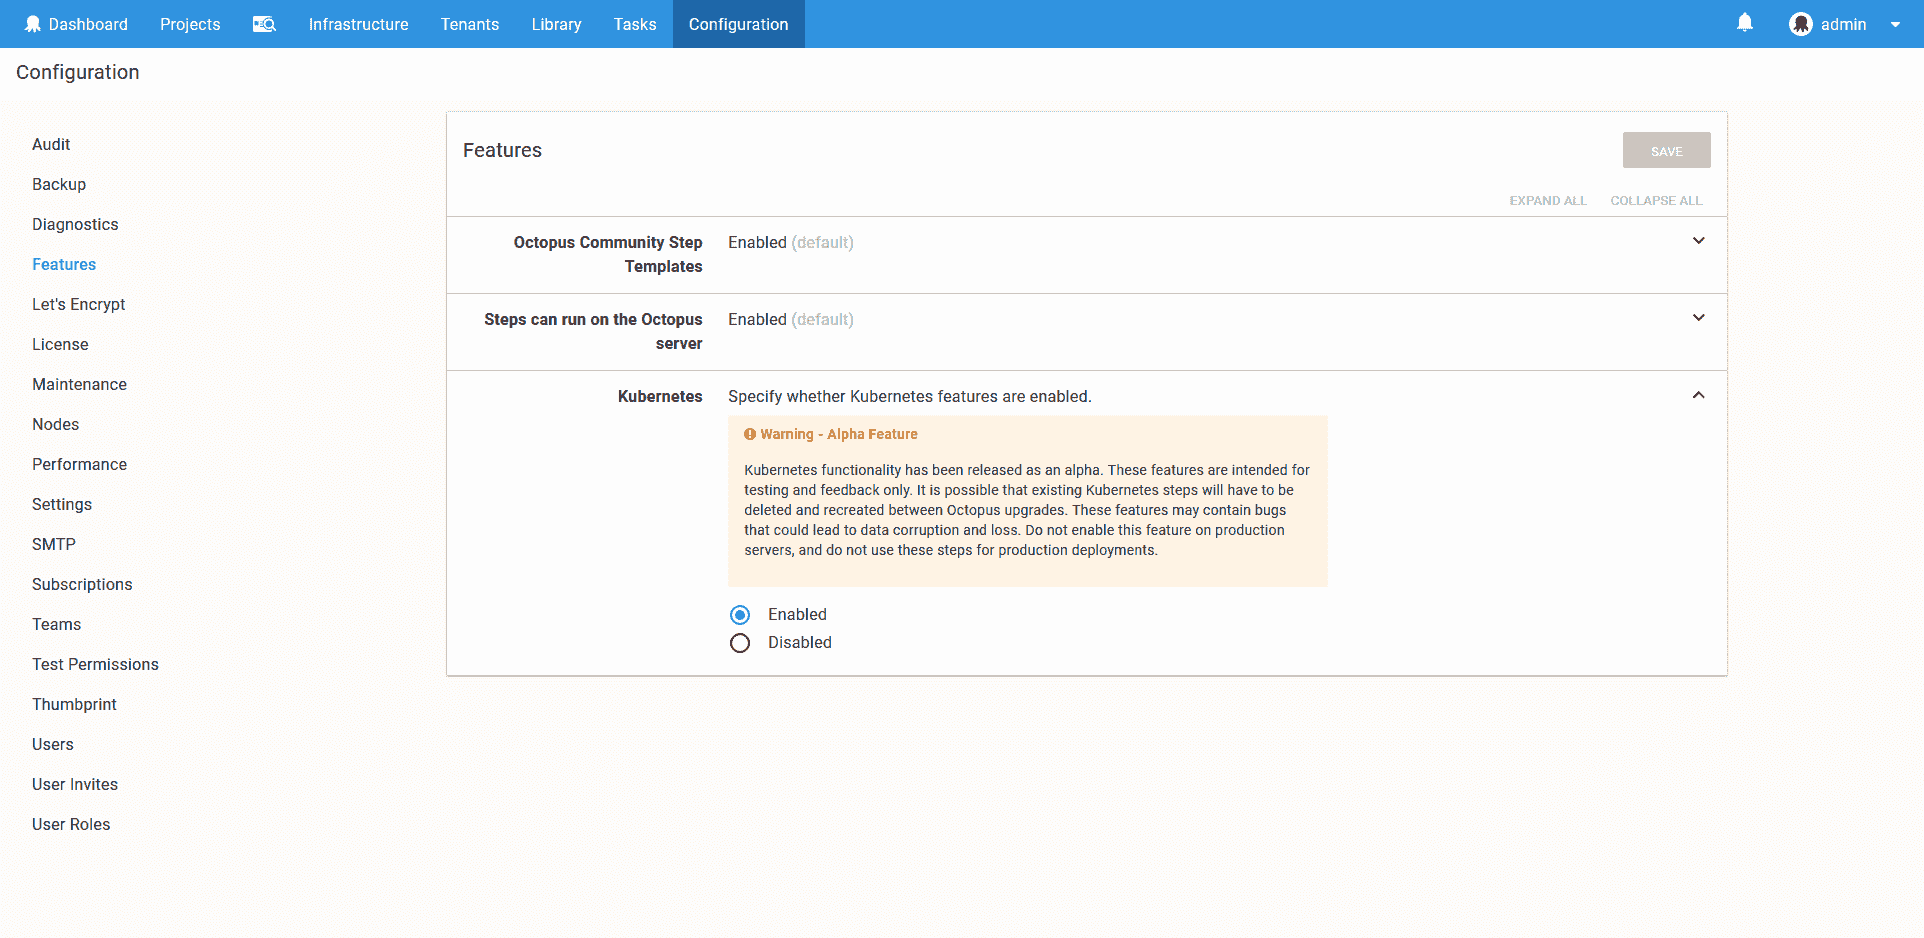 Dashboard Projects Infrastructure Tenants Library Tasks Configuration admin
Configuration
Audit
Backup
Diagnostics
Features
Let's Encrypt
License
Maintenance
Nodes
Performance
Settings
SMTP
Subscriptions
Teams
Test Permissions
Thumbprint
Users
User Invites
User Roles
Features SAVE
EXPAND ALL COLLAPSE ALL
Octopus Community Step Enabled (default)
Templates
Steps can run on the Octopus Enabled (default)
server
Kubernetes Specify whether Kubernetes features are enabled.
Warning - Alpha Feature
Kubernetes functionality has been released as an alpha. These features are intended for
testing and feedback only. It is possible that existing Kubernetes steps will have to be
deleted and recreated between Octopus upgrades. These features may contain bugs
that could lead to data corruption and loss. Do not enable this feature on production
servers, and do not use these steps for production deployments.
Enabled
Disabled